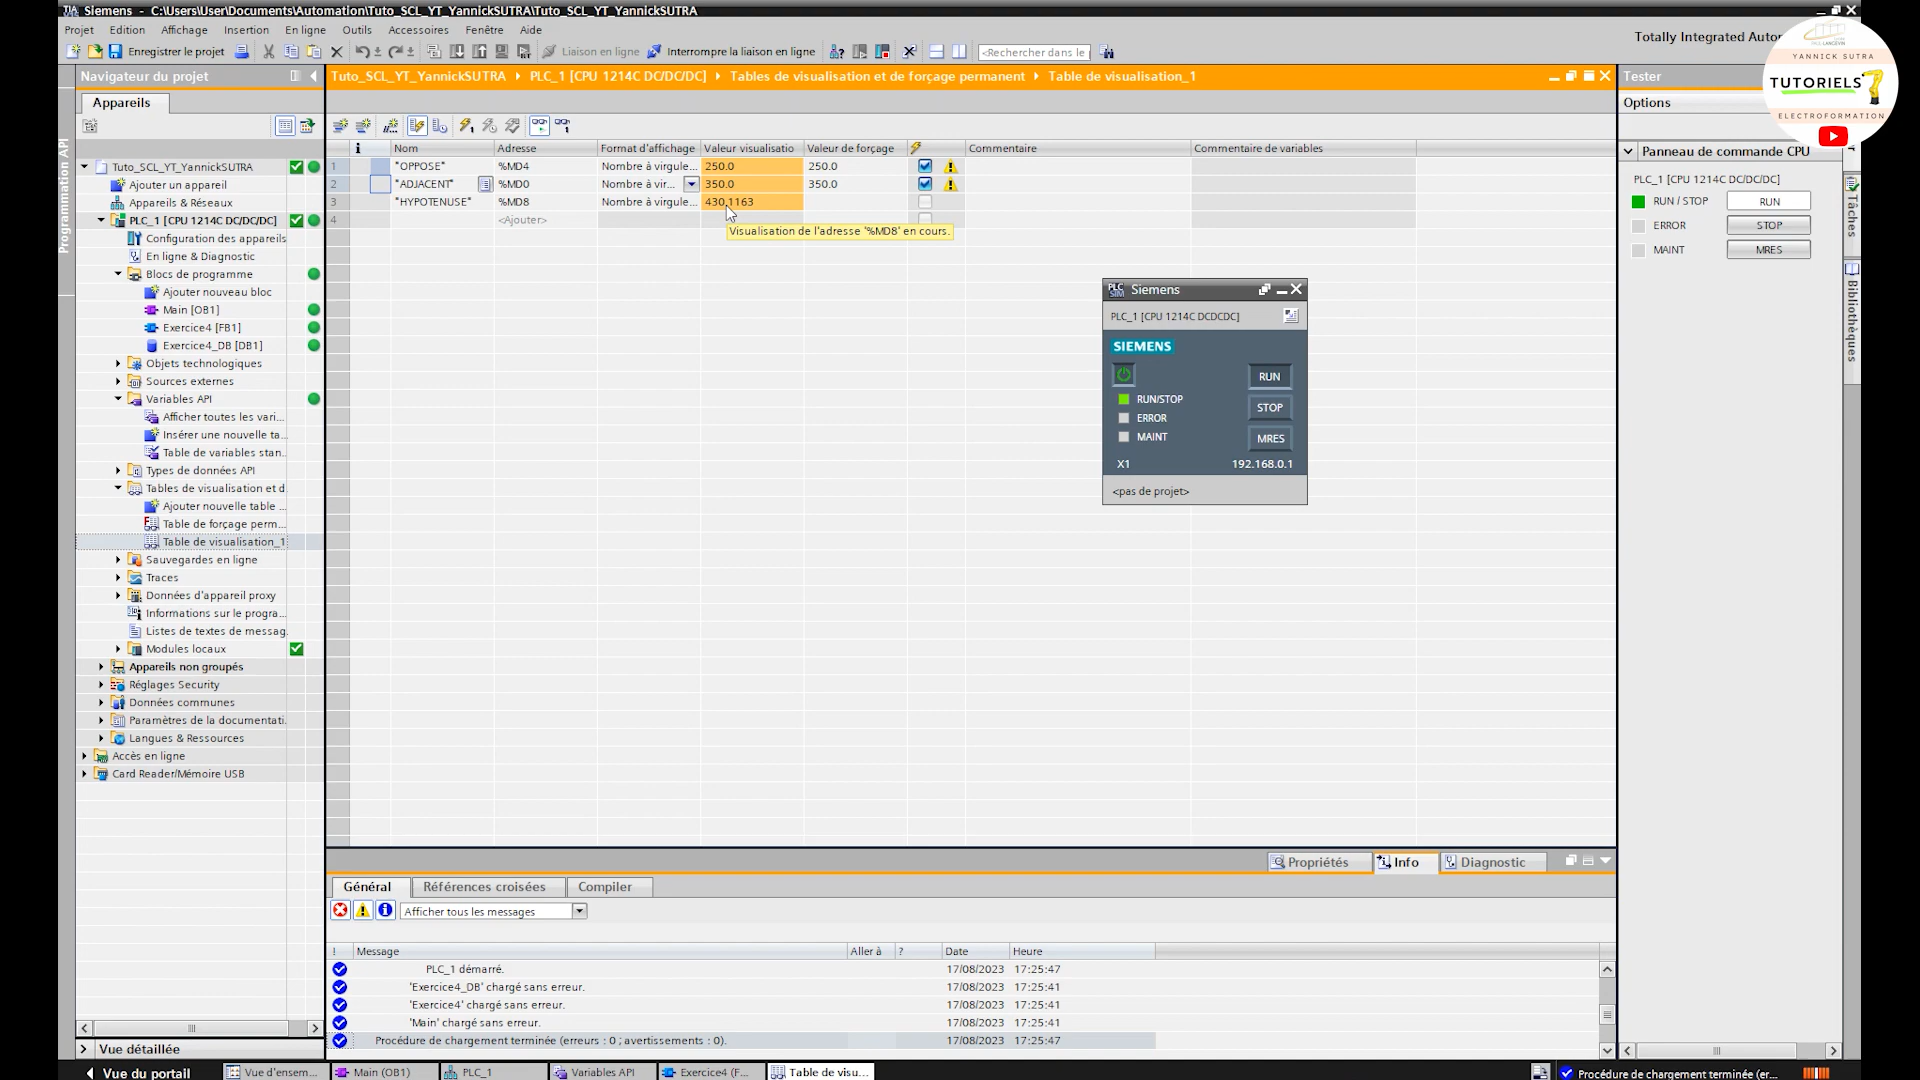 Siemens - C:\Users\User\Documents\Automation\Tuto_SCL_YT_YannickSUTRA\Tuto_SCL_YT_YannickSUTRA
Projet Edition Affichage Insertion En ligne Outils Accessoires Fenêtre Aide
Totally Integrated Autor
Enregistrer le projet
Liaison en ligne
Interrompre la liaison en ligne
<Rechercher dans le
YANNICK SUTRA
TUTORIELS
ELECTROFORMATION
Navigateur du projet
Tuto_SCL_YT_YannickSUTRA PLC_1 [CPU 1214C DC/DC/DC] Tables de visualisation et de forçage permanent Table de visualisation_1
Tester
Appareils
Options
Programmation API
Tuto_SCL_YT_YannickSUTRA
Ajouter un appareil
Appareils & Réseaux
PLC_1 [CPU 1214C DC/DC/DC]
Configuration des appareils
En ligne & Diagnostic
Blocs de programme
Ajouter nouveau bloc
Main [OB1]
Exercice4 [FB1]
Exercice4_DB [DB1]
Objets technologiques
Sources externes
Variables API
Afficher toutes les vari...
Insérer une nouvelle ta...
Table de variables stan...
Types de données API
Tables de visualisation et d
Ajouter nouvelle table ...
Table de forçage perm...
Table de visualisation_1
Sauvegardes en ligne
Traces
Données d'appareil proxy
Informations sur le progra...
Listes de textes de messag
Modules locaux
Appareils non groupés
Réglages Security
Données communes
Paramètres de la documentati.
Langues & Ressources
Accès en ligne
Card Reader/Mémoire USB
Vue détaillée
i Nom Adresse Format d'affichage Valeur visualisatio Valeur de forçage Commentaire Commentaire de variables
1 "OPPOSE" %MD4 Nombre à virgule... 250.0 250.0
2 "ADJACENT" %MD0 Nombre à vir... 350.0 350.0
3 "HYPOTENUSE" %MD8 Nombre à virgule... 430.1163
4 <Ajouter>
Visualisation de l'adresse '%MD8' en cours.
PLC SIM Siemens
PLC_1 [CPU 1214C DCDCDC]
SIEMENS
RUN
RUN/STOP
STOP
ERROR
MAINT
MRES
X1 192.168.0.1
<pas de projet>
Panneau de commande CPU
PLC_1 [CPU 1214C DC/DC/DC]
RUN / STOP RUN
ERROR STOP
MAINT MRES
Tâches
Bibliothèques
Propriétés Info Diagnostic
Général Références croisées Compiler
Afficher tous les messages
! Message Aller à ? Date Heure
PLC_1 démarré. 17/08/2023 17:25:47
'Exercice4_DB' chargé sans erreur. 17/08/2023 17:25:41
'Exercice4' chargé sans erreur. 17/08/2023 17:25:41
'Main' chargé sans erreur. 17/08/2023 17:25:41
Procédure de chargement terminée (erreurs : 0 ; avertissements : 0). 17/08/2023 17:25:47
Vue du portail Vue d'ensem... Main (OB1) PLC_1 Variables API Exercice4 (F... Table de visu... Procédure de chargement terminée (er...